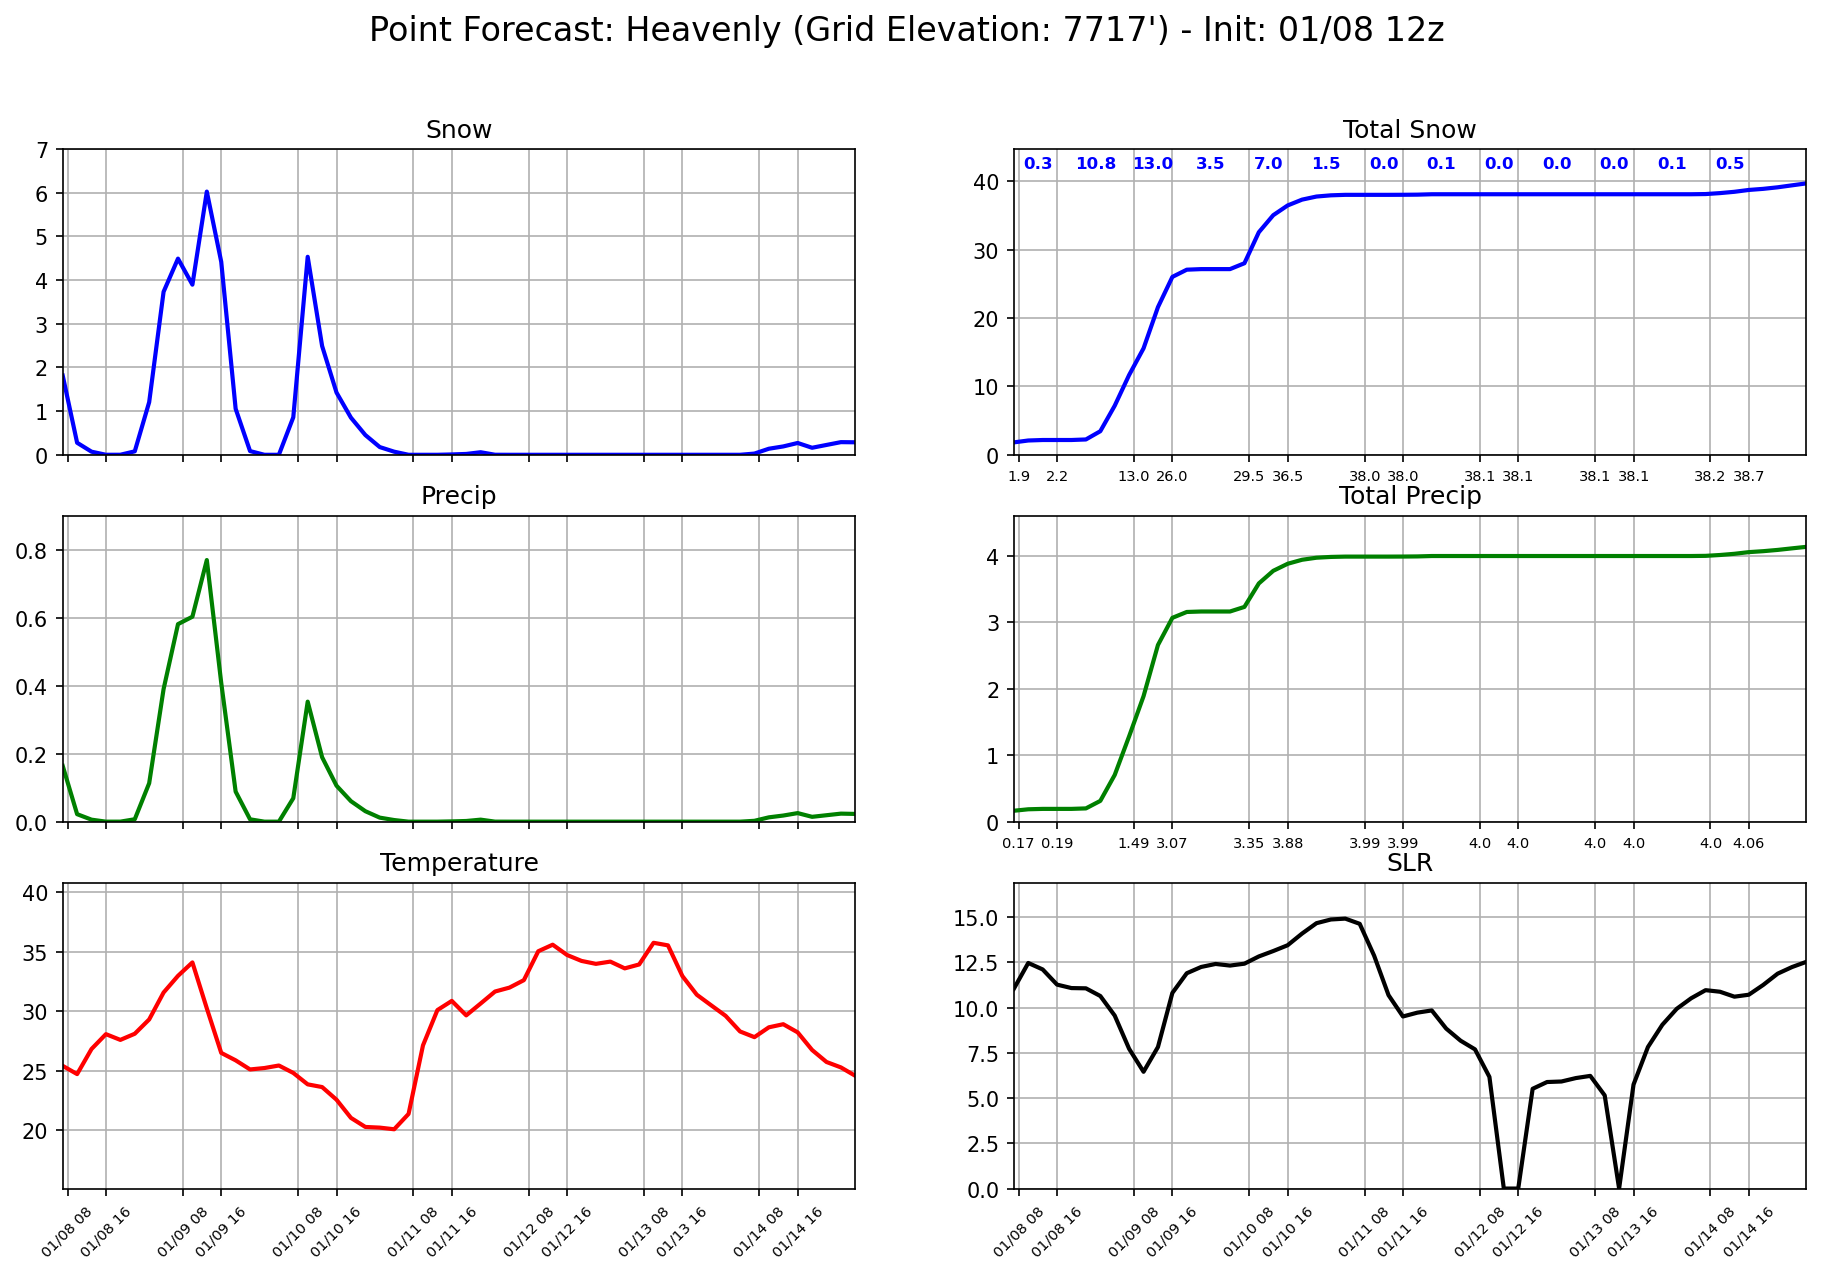 Point Forecast: Heavenly (Grid Elevation: 7717') - Init: 01/08 12z
Snow
7
6
5
4
3
2
1
0
Total Snow
0.3 10.8 13.0 3.5 7.0 1.5 0.0 0.1 0.0 0.0 0.0 0.1 0.5
40
30
20
10
0
1.9 2.2 13.0 26.0 29.5 36.5 38.0 38.0 38.1 38.1 38.1 38.1 38.2 38.7
Precip
0.8
0.6
0.4
0.2
0.0
Total Precip
4
3
2
1
0
0.17 0.19 1.49 3.07 3.35 3.88 3.99 3.99 4.0 4.0 4.0 4.0 4.0 4.06
Temperature
40
35
30
25
20
01/08 08 01/08 16 01/09 08 01/09 16 01/10 08 01/10 16 01/11 08 01/11 16 01/12 08 01/12 16 01/13 08 01/13 16 01/14 08 01/14 16
SLR
15.0
12.5
10.0
7.5
5.0
2.5
0.0
01/08 08 01/08 16 01/09 08 01/09 16 01/10 08 01/10 16 01/11 08 01/11 16 01/12 08 01/12 16 01/13 08 01/13 16 01/14 08 01/14 16